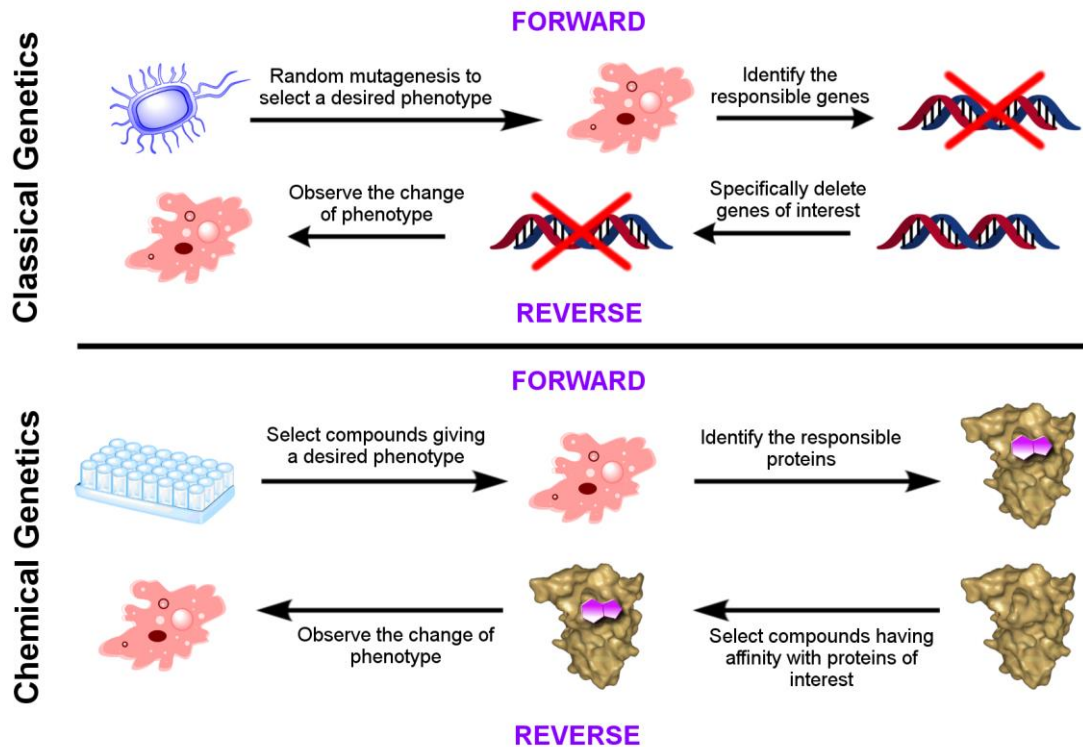 Classical Genetics
FORWARD
Random mutagenesis to
select a desired phenotype
Identify the
responsible genes
Observe the change
of phenotype
Specifically delete
genes of interest
REVERSE
Chemical Genetics
FORWARD
Select compounds giving
a desired phenotype
Identify the responsible
proteins
Observe the change of
phenotype
Select compounds having
affinity with proteins of
interest
REVERSE